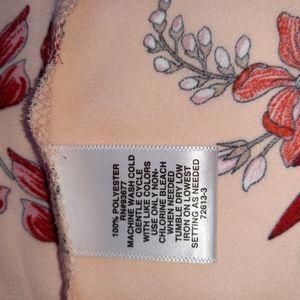 100% POLYESTER
RN#93677
MACHINE WASH COLD
GENTLE CYCLE
WITH LIKE COLORS
USE ONLY NON-
CHLORINE BLEACH
WHEN NEEDED
TUMBLE DRY LOW
IRON ON LOWEST
SETTING AS NEEDED
72613-3